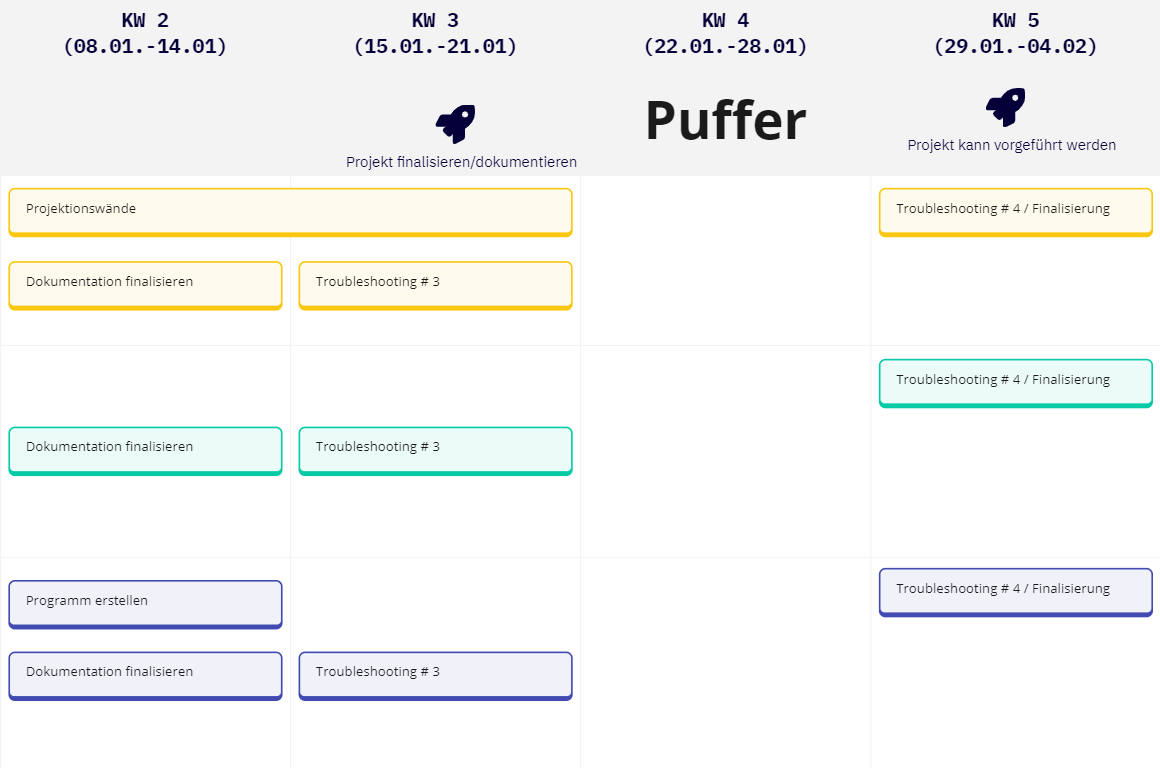 KW 2
(08.01.-14.01)
KW 3
(15.01.-21.01)
KW 4
(22.01.-28.01)
KW 5
(29.01.-04.02)
Projekt finalisieren/dokumentieren
Puffer
Projekt kann vorgeführt werden
Projektionswände
Troubleshooting # 4 / Finalisierung
Dokumentation finalisieren
Troubleshooting # 3
Troubleshooting # 4 / Finalisierung
Dokumentation finalisieren
Troubleshooting # 3
Programm erstellen
Troubleshooting # 4 / Finalisierung
Dokumentation finalisieren
Troubleshooting # 3